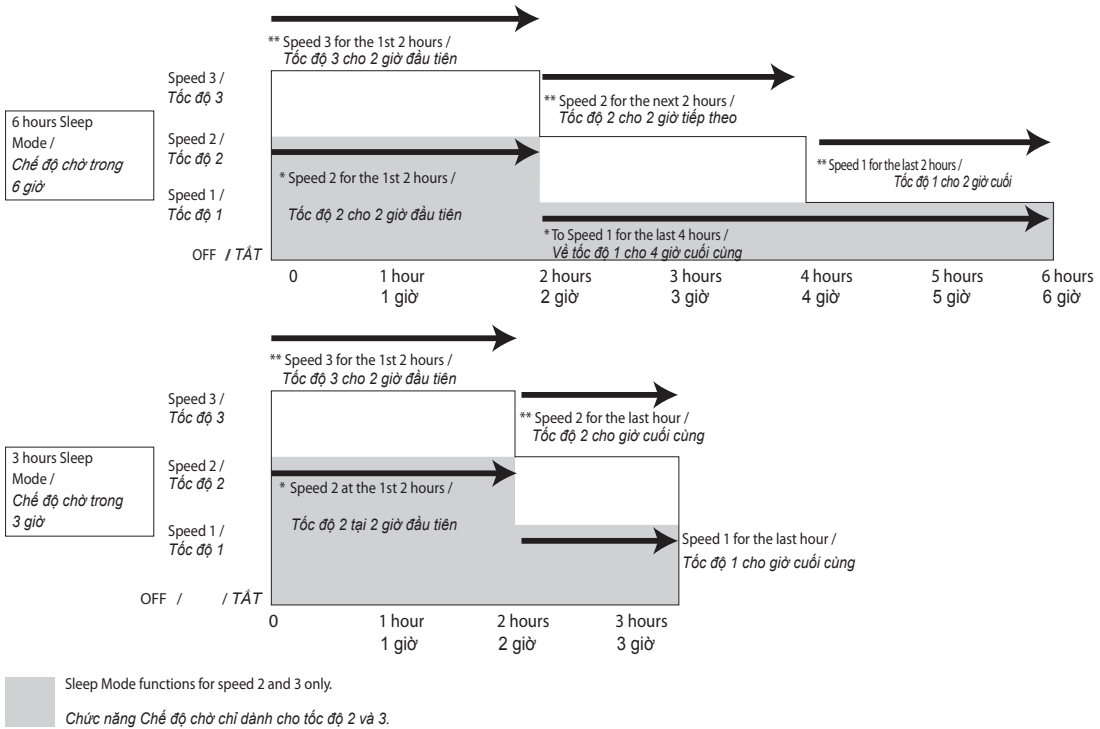 ** Speed 3 for the 1st 2 hours /
Tốc độ 3 cho 2 giờ đầu tiên
Speed 3 /
Tốc độ 3
** Speed 2 for the next 2 hours /
Tốc độ 2 cho 2 giờ tiếp theo
6 hours Sleep
Mode /
Chế độ chờ trong
6 giờ
Speed 2 /
Tốc độ 2
** Speed 1 for the last 2 hours /
Tốc độ 1 cho 2 giờ cuối
* Speed 2 for the 1st 2 hours /
Tốc độ 2 cho 2 giờ đầu tiên
Speed 1 /
Tốc độ 1
* To Speed 1 for the last 4 hours /
Về tốc độ 1 cho 4 giờ cuối cùng
OFF / TẮT
0 1 hour 2 hours 3 hours 4 hours 5 hours 6 hours
1 giờ 2 giờ 3 giờ 4 giờ 5 giờ 6 giờ
** Speed 3 for the 1st 2 hours /
Tốc độ 3 cho 2 giờ đầu tiên
Speed 3 /
Tốc độ 3
** Speed 2 for the last hour /
Tốc độ 2 cho giờ cuối cùng
3 hours Sleep
Mode /
Chế độ chờ trong
3 giờ
Speed 2 /
Tốc độ 2
* Speed 2 at the 1st 2 hours /
Tốc độ 2 tại 2 giờ đầu tiên
Speed 1 /
Tốc độ 1
Speed 1 for the last hour /
Tốc độ 1 cho giờ cuối cùng
OFF / / TẮT
0 1 hour 2 hours 3 hours
1 giờ 2 giờ 3 giờ
Sleep Mode functions for speed 2 and 3 only.
Chức năng Chế độ chờ chỉ dành cho tốc độ 2 và 3.